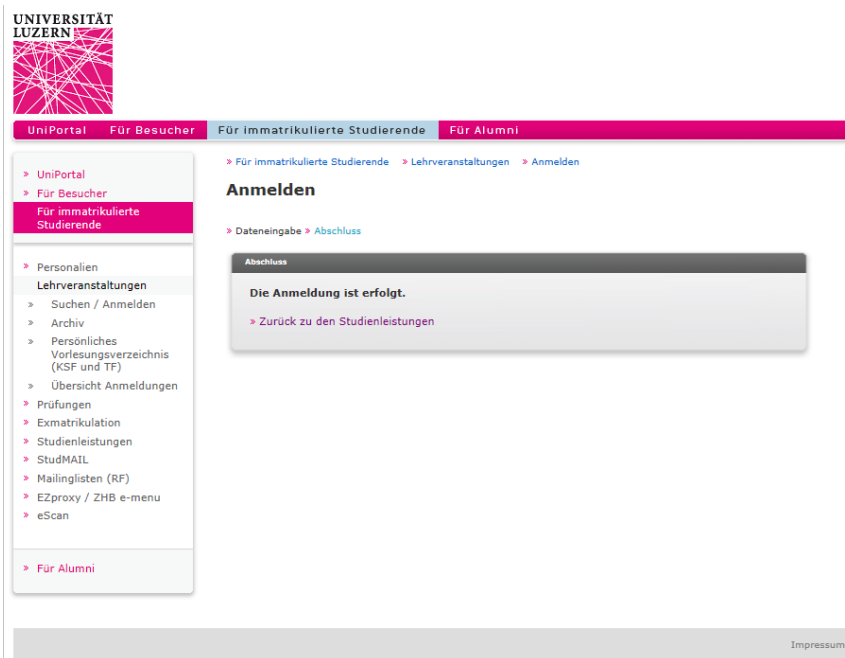 UNIVERSITÄT
LUZERN
UniPortal Für Besucher Für immatrikulierte Studierende Für Alumni
» UniPortal
» Für Besucher
Für immatrikulierte
Studierende
» Personalien
Lehrveranstaltungen
» Suchen / Anmelden
» Archiv
» Persönliches
Vorlesungsverzeichnis
(KSF und TF)
» Übersicht Anmeldungen
» Prüfungen
» Exmatrikulation
» Studienleistungen
» StudMAIL
» Mailinglisten (RF)
» EZproxy / ZHB e-menu
» eScan
» Für Alumni
» Für immatrikulierte Studierende » Lehrveranstaltungen » Anmelden
Anmelden
» Dateneingabe » Abschluss
Abschluss
Die Anmeldung ist erfolgt.
» Zurück zu den Studienleistungen
Impressum